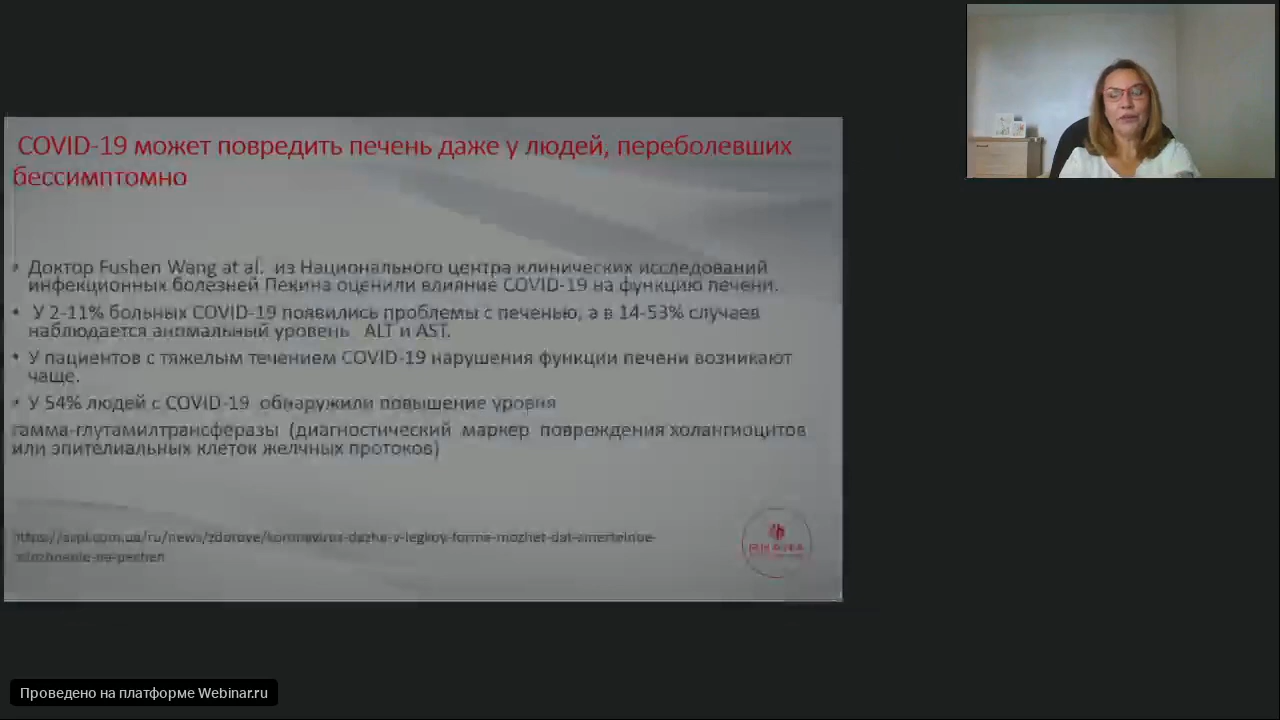 COVID-19 может повредить печень даже у людей, переболевших
бессимптомно
• Доктор Fushen Wang at al. из Национального центра клинических исследований
инфекционных болезней Пекина оценили влияние COVID-19 на функцию печени.
• У 2-11% больных COVID-19 появились проблемы с печенью, а в 14-53% случаев
наблюдается аномальный уровень ALT и AST.
• У пациентов с тяжелым течением COVID-19 нарушения функции печени возникают
чаще.
• У 54% людей с COVID-19 обнаружили повышение уровня
гамма-глутамилтрансферазы (диагностический маркер повреждения холангиоцитов
или эпителиальных клеток желчных протоков)
Проведено на платформе Webinar.ru